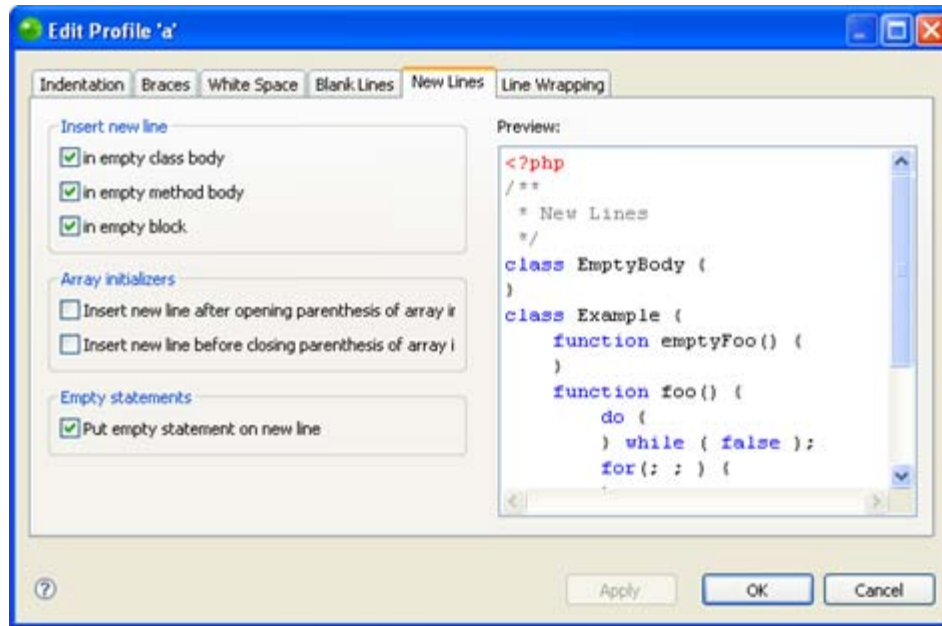 Edit Profile 'a'
Indentation Braces White Space Blank Lines New Lines Line Wrapping
Insert new line
in empty class body
in empty method body
in empty block
Array initializers
Insert new line after opening parenthesis of array ir
Insert new line before closing parenthesis of array i
Empty statements
Put empty statement on new line
Preview:
<?php
/**
 * New Lines
 */
class EmptyBody {
}
class Example {
    function emptyFoo() {
    }
    function foo() {
        do {
        } while ( false );
        for(; ; ) {
Apply OK Cancel